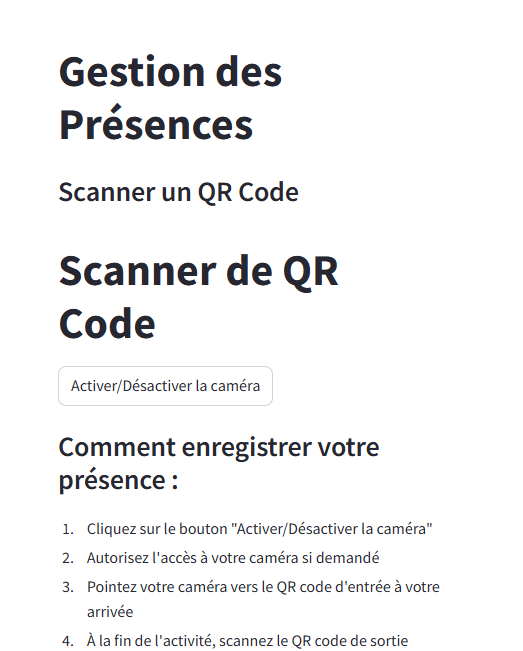 Gestion des
Présences
Scanner un QR Code
Scanner de QR
Code
Activer/Désactiver la caméra
Comment enregistrer votre
présence :
1. Cliquez sur le bouton "Activer/Désactiver la caméra"
2. Autorisez l'accès à votre caméra si demandé
3. Pointez votre caméra vers le QR code d'entrée à votre
arrivée
4. À la fin de l'activité, scannez le QR code de sortie